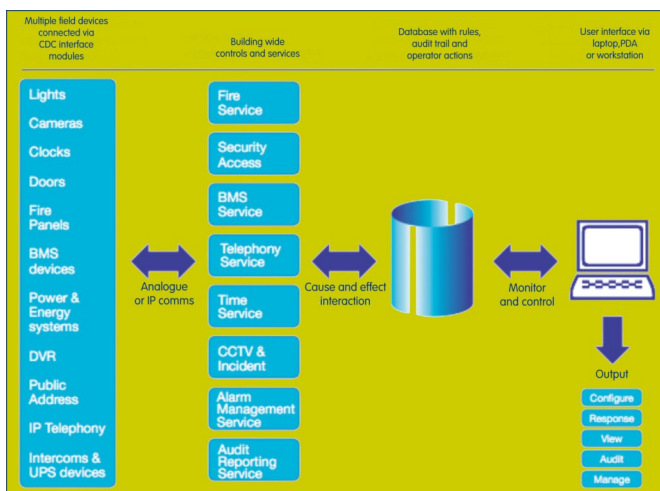 Multiple field devices
connected via
CDC interface
modules
Building wide
controls and services
Database with rules,
audit trail and
operator actions
User interface via
laptop,PDA
or workstation
Lights
Cameras
Clocks
Doors
Fire
Panels
BMS
devices
Power &
Energy
systems
DVR
Public
Address
IP Telephony
Intercoms &
UPS devices
Analogue
or IP comms
Fire
Service
Security
Access
BMS
Service
Telephony
Service
Time
Service
CCTV &
Incident
Alarm
Management
Service
Audit
Reporting
Service
Cause and effect
interaction
Monitor
and control
Output
Configure
Response
View
Audit
Manage